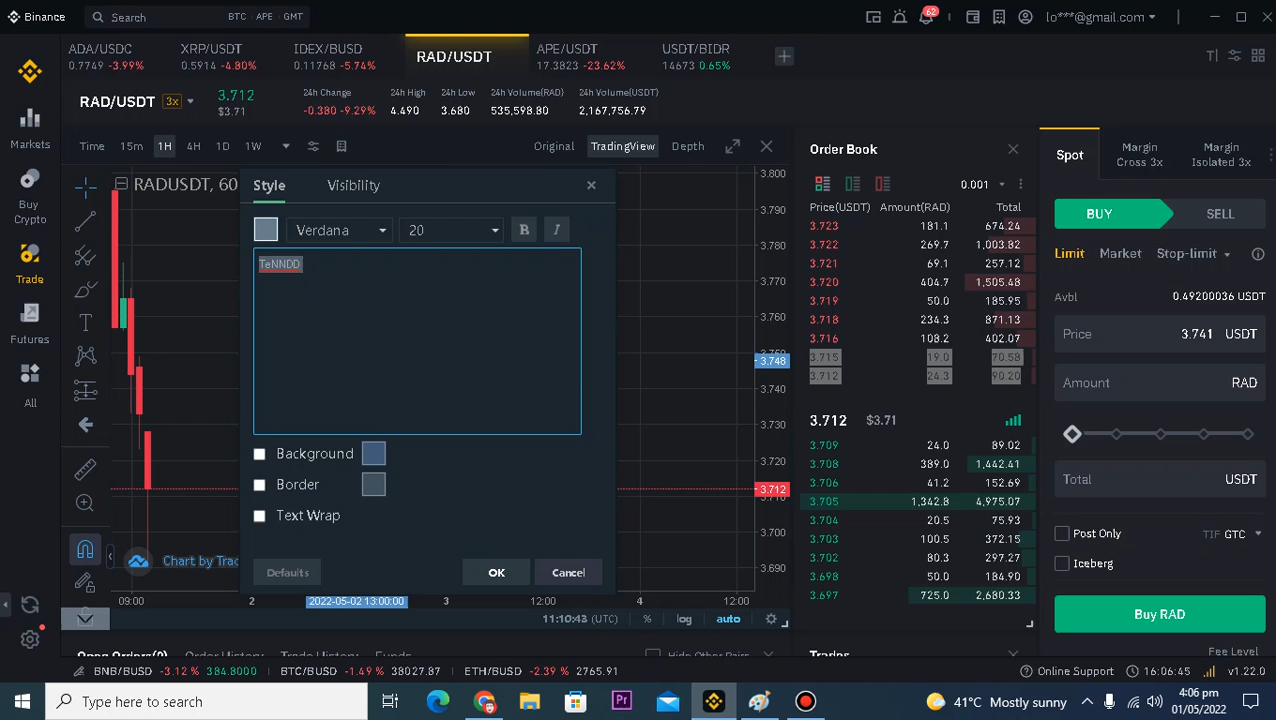 Binance Search BTC APE GMT 62 lo***@gmail.com
ADA/USDC XRP/USDT IDEX/BUSD RAD/USDT APE/USDT USDT/BIDR
0.7749 -3.99% 0.5914 -4.80% 0.11768 -5.74% 17.3823 -23.62% 14673 0.65%
RAD/USDT 3x 3.712 24h Change 24h High 24h Low 24h Volume(RAD) 24h Volume(USDT)
$3.71 -0.380 -9.29% 4.490 3.680 535,598.80 2,167,756.79
Markets
Buy
Crypto
Trade
Futures
All
Time 15m 1H 4H 1D 1W Original TradingView Depth
RADUSDT, 60
Style Visibility
Verdana 20 B I
TeNNDD
Background
Border
Text Wrap
Defaults OK Cancel
Chart by Trad
3.800
3.790
3.780
3.770
3.760
3.748
3.740
3.730
3.720
3.712
3.700
3.690
09:00 2 2022-05-02 13:00:00 3 12:00 4 12:00
11:10:43 (UTC) % log auto
Order History Trade History Funds Hide Other Pairs
Order Book
0.001
Price(USDT) Amount(RAD) Total
3.723 181.1 674.24
3.722 269.7 1,003.82
3.721 69.1 257.12
3.720 404.7 1,505.48
3.719 50.0 185.95
3.718 234.3 871.13
3.716 108.2 402.07
3.715 19.0 70.58
3.712 24.3 90.20
3.712 $3.71
3.709 24.0 89.02
3.708 389.0 1,442.41
3.706 41.2 152.69
3.705 1,342.8 4,975.07
3.704 20.5 75.93
3.703 100.5 372.15
3.702 80.3 297.27
3.698 50.0 184.90
3.697 725.0 2,680.33
Trades
Spot Margin Margin
Cross 3x Isolated 3x
BUY SELL
Limit Market Stop-limit
Avbl 0.49200036 USDT
Price 3.741 USDT
Amount RAD
Total USDT
Post Only TIF GTC
Iceberg
Buy RAD
Fee Level
BNB/BUSD -3.12 % 384.8000 BTC/BUSD -1.49 % 38027.87 ETH/BUSD -2.39 % 2765.91 Online Support 16:06:45 v1.22.0
Type here to search Pr 41°C Mostly sunny 4:06 pm
01/05/2022